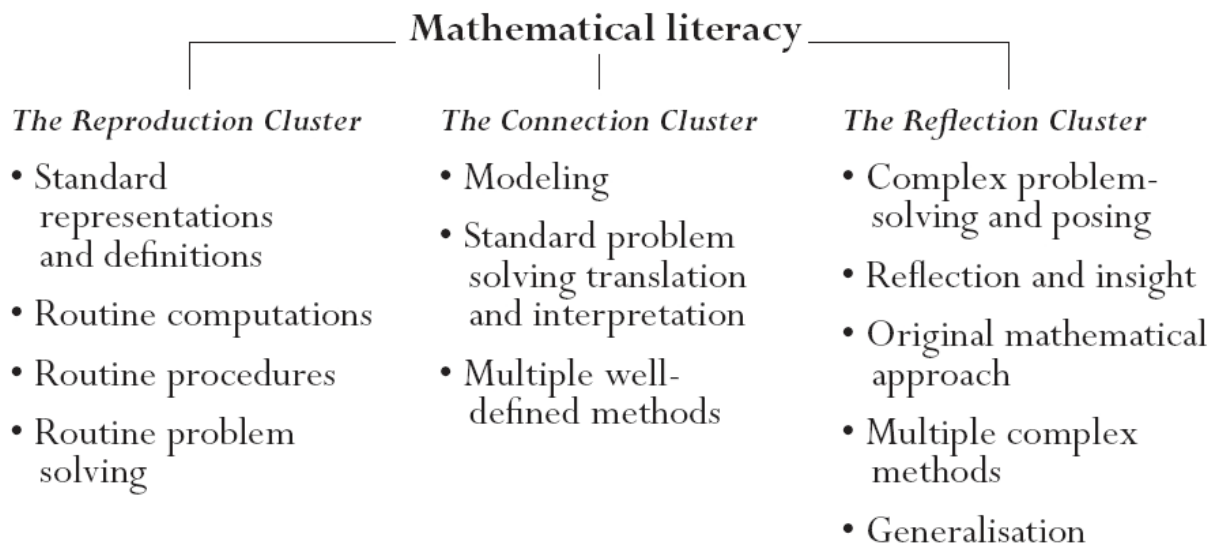 Mathematical literacy
The Reproduction Cluster
• Standard
representations
and definitions
• Routine computations
• Routine procedures
• Routine problem
solving
The Connection Cluster
• Modeling
• Standard problem
solving translation
and interpretation
• Multiple well-
defined methods
The Reflection Cluster
• Complex problem-
solving and posing
• Reflection and insight
• Original mathematical
approach
• Multiple complex
methods
• Generalisation